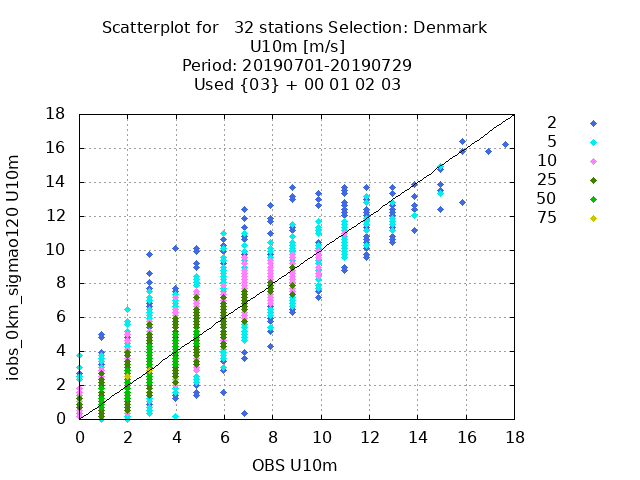 Scatterplot for   32 stations Selection: Denmark
U10m [m/s]
Period: 20190701-20190729
Used {03} + 00 01 02 03
18
16
14
12
10
8
6
4
2
0
iobs_0km_sigmao120 U10m
0 2 4 6 8 10 12 14 16 18
OBS U10m
2
5
10
25
50
75